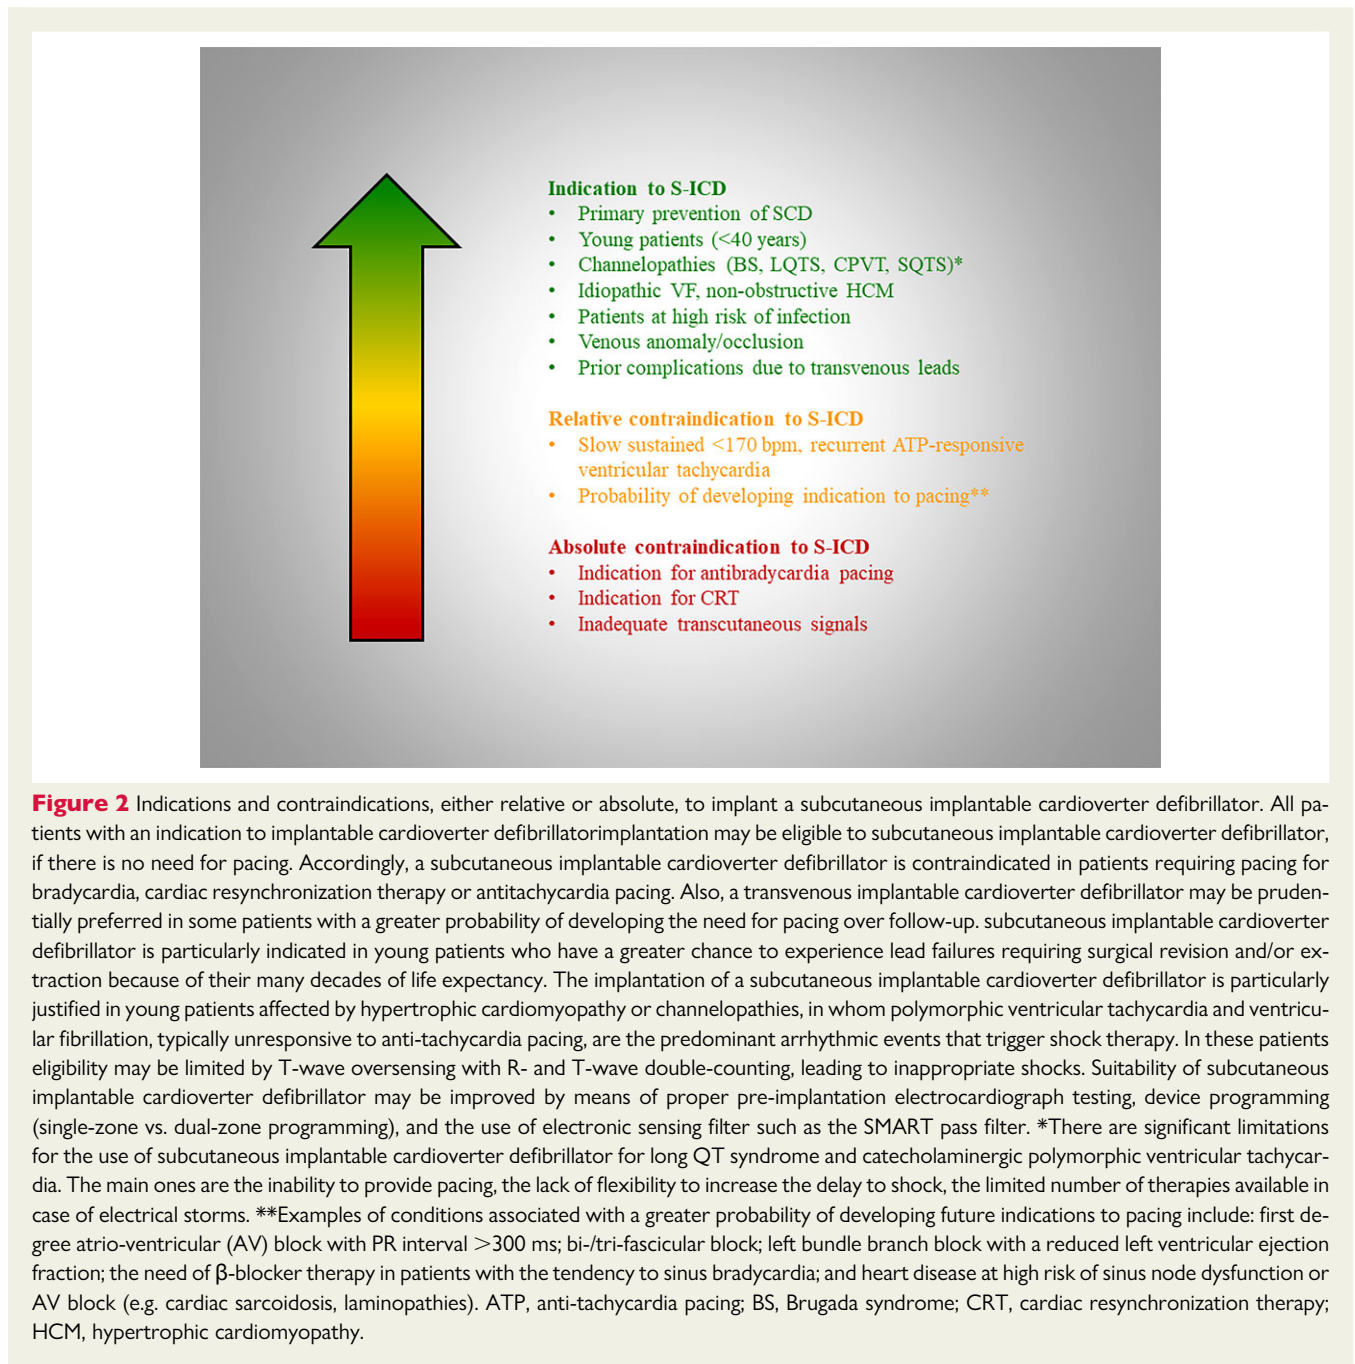 Indication to S-ICD
• Primary prevention of SCD
• Young patients (<40 years)
• Channelopathies (BS, LQTS, CPVT, SQTS)*
• Idiopathic VF, non-obstructive HCM
• Patients at high risk of infection
• Venous anomaly/occlusion
• Prior complications due to transvenous leads
Relative contraindication to S-ICD
• Slow sustained <170 bpm, recurrent ATP-responsive
ventricular tachycardia
• Probability of developing indication to pacing**
Absolute contraindication to S-ICD
• Indication for antibradycardia pacing
• Indication for CRT
• Inadequate transcutaneous signals
Figure 2 Indications and contraindications, either relative or absolute, to implant a subcutaneous implantable cardioverter defibrillator. All pa-
tients with an indication to implantable cardioverter defibrillatorimplantation may be eligible to subcutaneous implantable cardioverter defibrillator,
if there is no need for pacing. Accordingly, a subcutaneous implantable cardioverter defibrillator is contraindicated in patients requiring pacing for
bradycardia, cardiac resynchronization therapy or antitachycardia pacing. Also, a transvenous implantable cardioverter defibrillator may be pruden-
tially preferred in some patients with a greater probability of developing the need for pacing over follow-up. subcutaneous implantable cardioverter
defibrillator is particularly indicated in young patients who have a greater chance to experience lead failures requiring surgical revision and/or ex-
traction because of their many decades of life expectancy. The implantation of a subcutaneous implantable cardioverter defibrillator is particularly
justified in young patients affected by hypertrophic cardiomyopathy or channelopathies, in whom polymorphic ventricular tachycardia and ventricu-
lar fibrillation, typically unresponsive to anti-tachycardia pacing, are the predominant arrhythmic events that trigger shock therapy. In these patients
eligibility may be limited by T-wave oversensing with R- and T-wave double-counting, leading to inappropriate shocks. Suitability of subcutaneous
implantable cardioverter defibrillator may be improved by means of proper pre-implantation electrocardiograph testing, device programming
(single-zone vs. dual-zone programming), and the use of electronic sensing filter such as the SMART pass filter. *There are significant limitations
for the use of subcutaneous implantable cardioverter defibrillator for long QT syndrome and catecholaminergic polymorphic ventricular tachycar-
dia. The main ones are the inability to provide pacing, the lack of flexibility to increase the delay to shock, the limited number of therapies available in
case of electrical storms. **Examples of conditions associated with a greater probability of developing future indications to pacing include: first de-
gree atrio-ventricular (AV) block with PR interval >300 ms; bi-/tri-fascicular block; left bundle branch block with a reduced left ventricular ejection
fraction; the need of β-blocker therapy in patients with the tendency to sinus bradycardia; and heart disease at high risk of sinus node dysfunction or
AV block (e.g. cardiac sarcoidosis, laminopathies). ATP, anti-tachycardia pacing; BS, Brugada syndrome; CRT, cardiac resynchronization therapy;
HCM, hypertrophic cardiomyopathy.